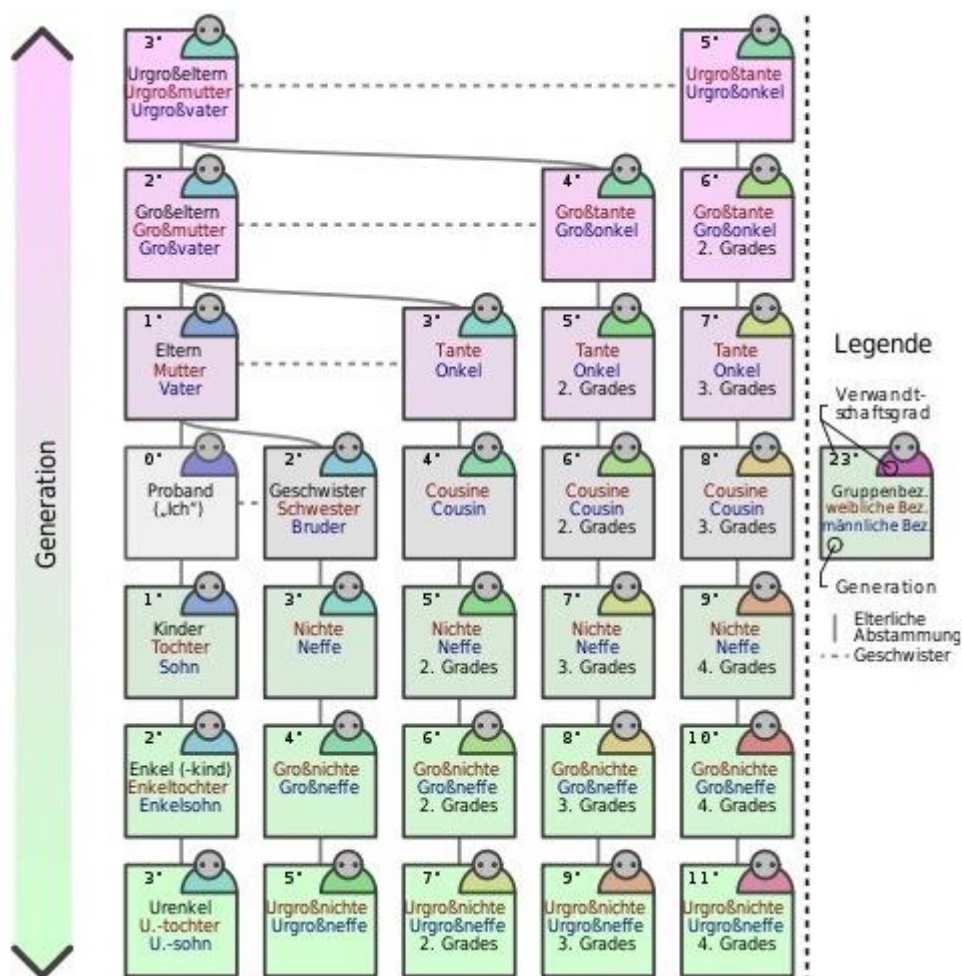 3°
Urgroßeltern
Urgroßmutter
Urgroßvater
5°
Urgroßtante
Urgroßonkel
2°
Großeltern
Großmutter
Großvater
4°
Großtante
Großonkel
6°
Großtante
Großonkel
2. Grades
1°
Eltern
Mutter
Vater
3°
Tante
Onkel
5°
Tante
Onkel
2. Grades
7°
Tante
Onkel
3. Grades
0°
Proband
(„Ich“)
2°
Geschwister
Schwester
Bruder
4°
Cousine
Cousin
6°
Cousine
Cousin
2. Grades
8°
Cousine
Cousin
3. Grades
1°
Kinder
Tochter
Sohn
3°
Nichte
Neffe
5°
Nichte
Neffe
2. Grades
7°
Nichte
Neffe
3. Grades
9°
Nichte
Neffe
4. Grades
2°
Enkel (-kind)
Enkeltochter
Enkelsohn
4°
Großnichte
Großneffe
6°
Großnichte
Großneffe
2. Grades
8°
Großnichte
Großneffe
3. Grades
10°
Großnichte
Großneffe
4. Grades
3°
Urenkel
U.-tochter
U.-sohn
5°
Urgroßnichte
Urgroßneffe
7°
Urgroßnichte
Urgroßneffe
2. Grades
9°
Urgroßnichte
Urgroßneffe
3. Grades
11°
Urgroßnichte
Urgroßneffe
4. Grades
Generation
Legende
Verwandt-
schaftsgrad
23°
Gruppenbez.
weibliche Bez.
männliche Bez.
Generation
Elterliche
Abstammung
Geschwister